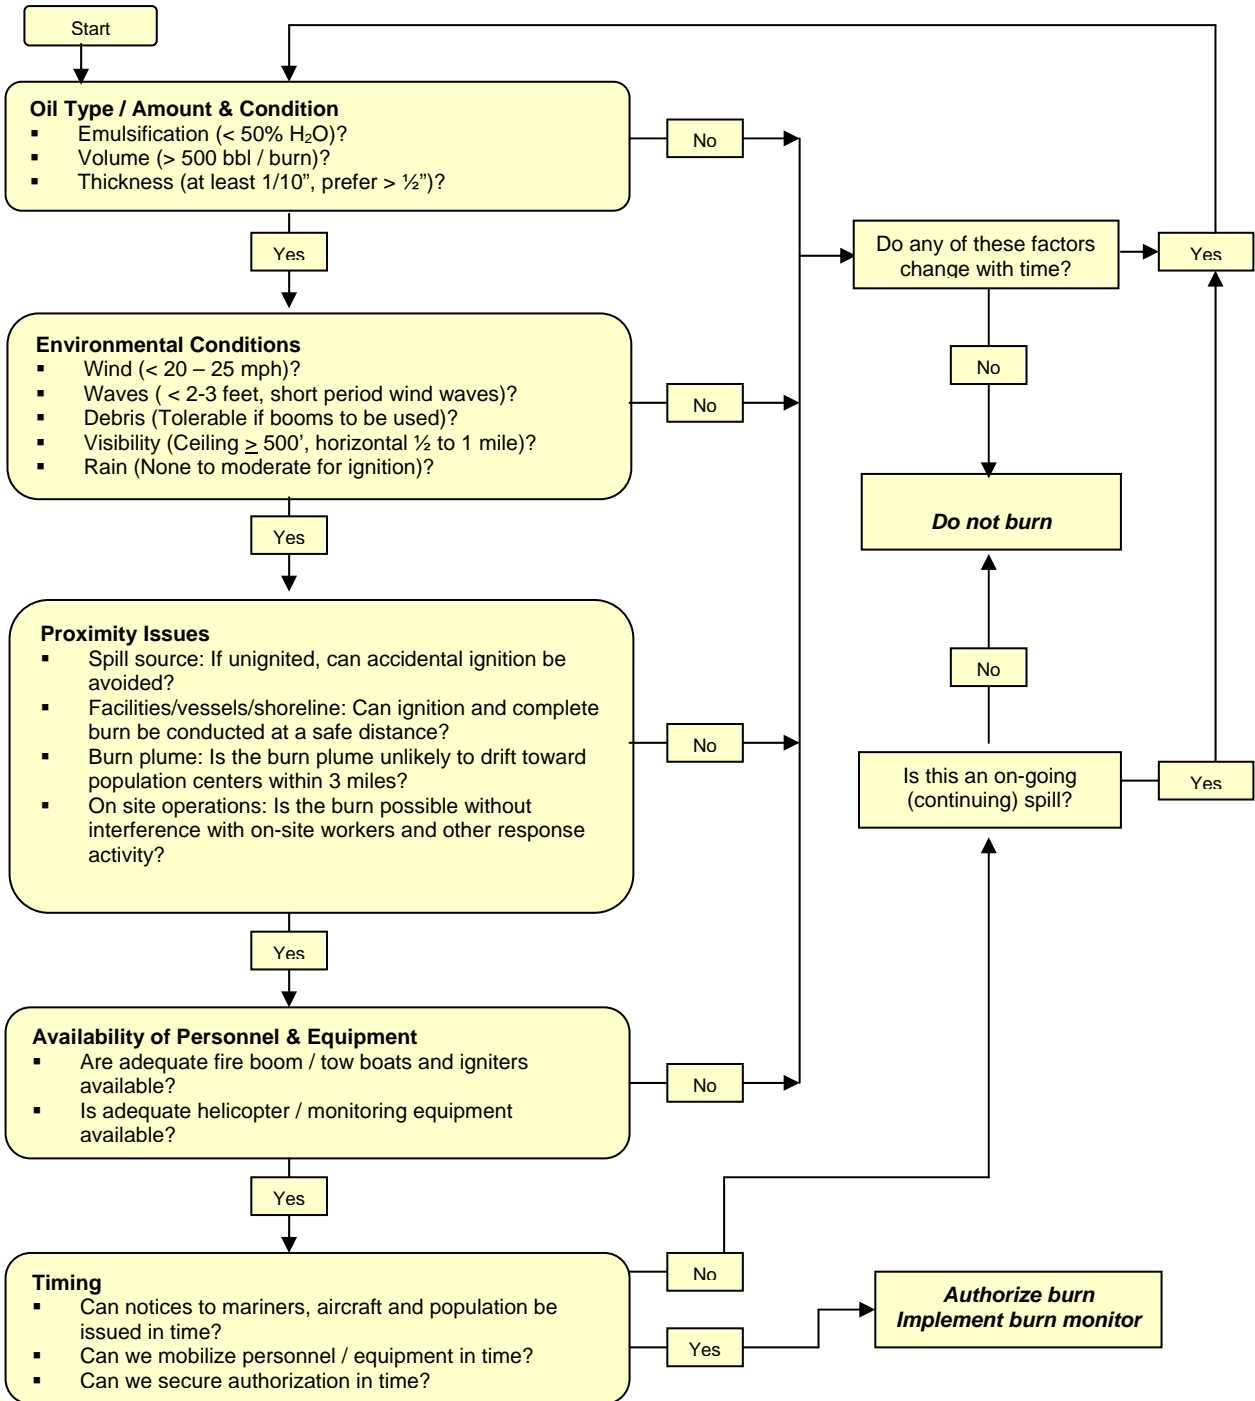 Start
Oil Type / Amount & Condition
▪ Emulsification (< 50% H₂O)?
▪ Volume (> 500 bbl / burn)?
▪ Thickness (at least 1/10”, prefer > ½”)?
No
Yes
Do any of these factors
change with time?
Yes
No
Environmental Conditions
▪ Wind (< 20 – 25 mph)?
▪ Waves ( < 2-3 feet, short period wind waves)?
▪ Debris (Tolerable if booms to be used)?
▪ Visibility (Ceiling ≥ 500’, horizontal ½ to 1 mile)?
▪ Rain (None to moderate for ignition)?
No
Yes
Do not burn
No
Proximity Issues
▪ Spill source: If unignited, can accidental ignition be
avoided?
▪ Facilities/vessels/shoreline: Can ignition and complete
burn be conducted at a safe distance?
▪ Burn plume: Is the burn plume unlikely to drift toward
population centers within 3 miles?
▪ On site operations: Is the burn possible without
interference with on-site workers and other response
activity?
No
Is this an on-going
(continuing) spill?
Yes
Yes
Availability of Personnel & Equipment
▪ Are adequate fire boom / tow boats and igniters
available?
▪ Is adequate helicopter / monitoring equipment
available?
No
Yes
Timing
▪ Can notices to mariners, aircraft and population be
issued in time?
▪ Can we mobilize personnel / equipment in time?
▪ Can we secure authorization in time?
No
Yes
Authorize burn
Implement burn monitor